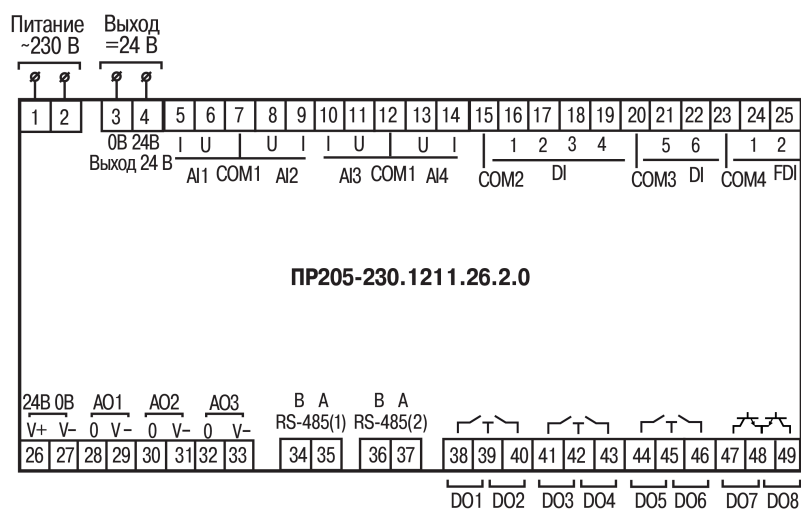 Питание Выход
~230 В =24 В
1 2 3 4 5 6 7 8 9 10 11 12 13 14 15 16 17 18 19 20 21 22 23 24 25
0В 24В I U U I I U U I 1 2 3 4 5 6 1 2
Выход 24 В AI1 COM1 AI2 AI3 COM1 AI4 COM2 DI COM3 DI COM4 FDI
ПР205-230.1211.26.2.0
24В 0В AO1 AO2 AO3 B A B A
V+ V- 0 V- 0 V- 0 V- RS-485(1) RS-485(2)
26 27 28 29 30 31 32 33 34 35 36 37 38 39 40 41 42 43 44 45 46 47 48 49
DO1 DO2 DO3 DO4 DO5 DO6 DO7 DO8